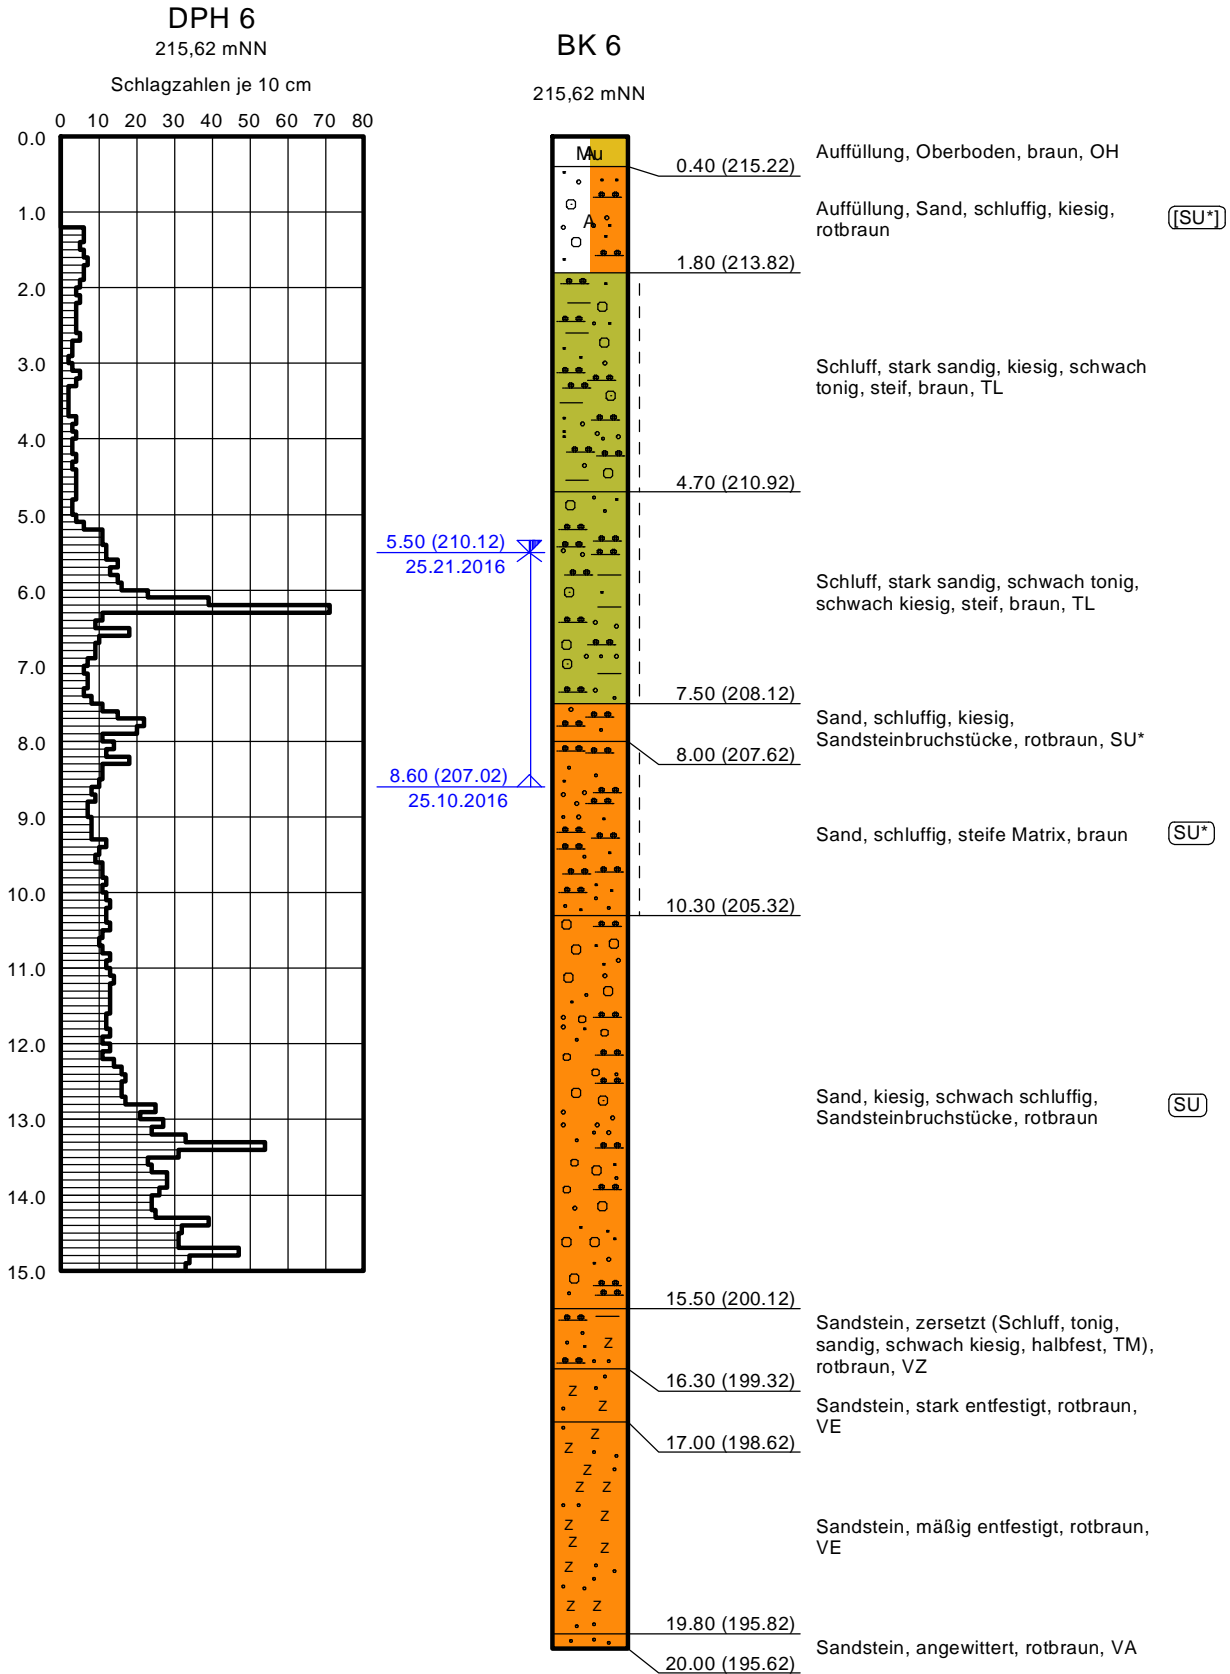 DPH 6
215,62 mNN
Schlagzahlen je 10 cm
0 10 20 30 40 50 60 70 80
0.0
1.0
2.0
3.0
4.0
5.0
6.0
7.0
8.0
9.0
10.0
11.0
12.0
13.0
14.0
15.0
BK 6
215,62 mNN
Mu
A
A
0.40 (215.22)
Auffüllung, Oberboden, braun, OH
Auffüllung, Sand, schluffig, kiesig,
rotbraun
[SU*]
1.80 (213.82)
Schluff, stark sandig, kiesig, schwach
tonig, steif, braun, TL
4.70 (210.92)
5.50 (210.12)
25.21.2016
Schluff, stark sandig, schwach tonig,
schwach kiesig, steif, braun, TL
7.50 (208.12)
Sand, schluffig, kiesig,
Sandsteinbruchstücke, rotbraun, SU*
8.00 (207.62)
8.60 (207.02)
25.10.2016
Sand, schluffig, steife Matrix, braun
SU*
10.30 (205.32)
Sand, kiesig, schwach schluffig,
Sandsteinbruchstücke, rotbraun
SU
15.50 (200.12)
Sandstein, zersetzt (Schluff, tonig,
sandig, schwach kiesig, halbfest, TM),
rotbraun, VZ
Z
16.30 (199.32)
Sandstein, stark entfestigt, rotbraun,
VE
Z
Z
17.00 (198.62)
Z
Z
Z
Z Z
Z
Z
Z
Z
Z
Z Z
Sandstein, mäßig entfestigt, rotbraun,
VE
19.80 (195.82)
Sandstein, angewittert, rotbraun, VA
20.00 (195.62)